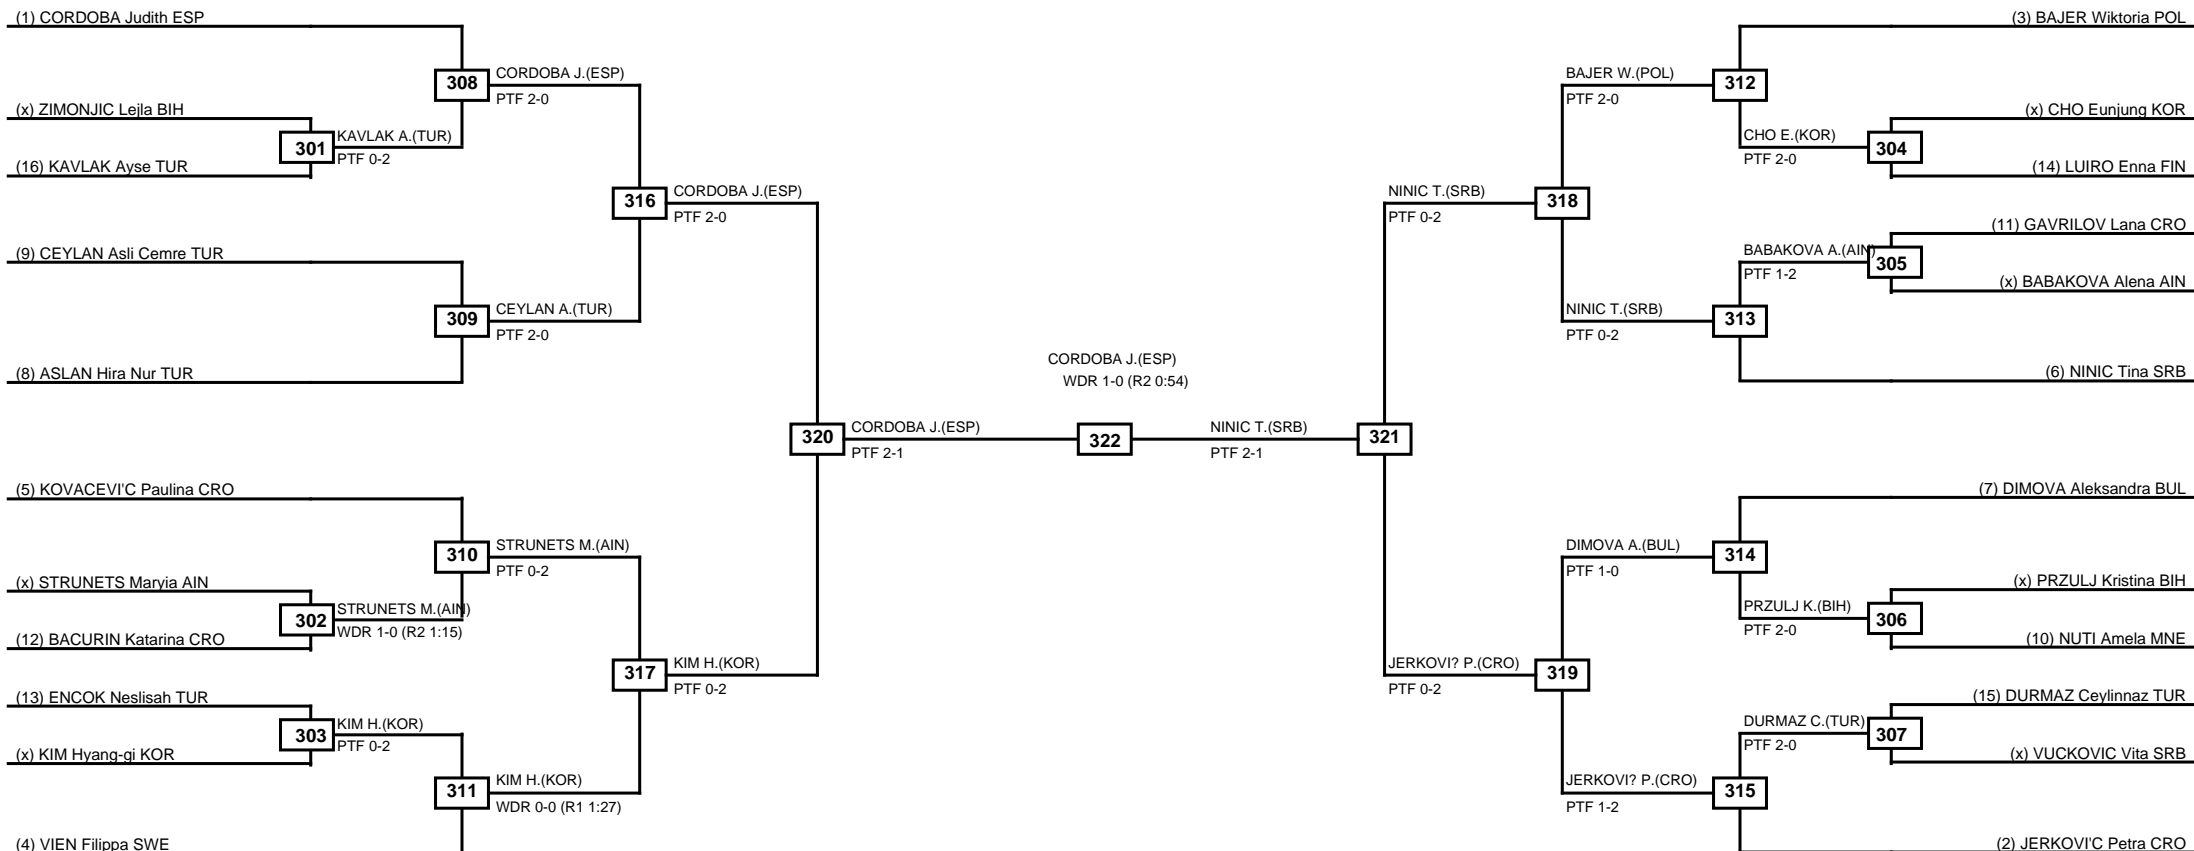 (1) CORDOBA Judith ESP
308
CORDOBA J.(ESP)
PTF 2-0
(x) ZIMONJIC Lejla BIH
301
KAVLAK A.(TUR)
PTF 0-2
(16) KAVLAK Ayse TUR
316
CORDOBA J.(ESP)
PTF 2-0
(9) CEYLAN Asli Cemre TUR
309
CEYLAN A.(TUR)
PTF 2-0
(8) ASLAN Hira Nur TUR
320
CORDOBA J.(ESP)
PTF 2-1
(5) KOVACEVI'C Paulina CRO
310
STRUNETS M.(AIN)
PTF 0-2
(x) STRUNETS Maryia AIN
302
STRUNETS M.(AIN)
WDR 1-0 (R2 1:15)
(12) BACURIN Katarina CRO
317
KIM H.(KOR)
PTF 0-2
(13) ENCOK Neslisah TUR
303
KIM H.(KOR)
PTF 0-2
(x) KIM Hyang-gi KOR
311
KIM H.(KOR)
WDR 0-0 (R1 1:27)
(4) VIEN Filippa SWE
CORDOBA J.(ESP)
WDR 1-0 (R2 0:54)
322
NINIC T.(SRB)
PTF 2-1
321
(3) BAJER Wiktoria POL
BAJER W.(POL)
PTF 2-0
312
(x) CHO Eunjung KOR
CHO E.(KOR)
PTF 2-0
304
(14) LUIRO Enna FIN
NINIC T.(SRB)
PTF 0-2
318
(11) GAVRILOV Lana CRO
BABAKOVA A.(AIN)
PTF 1-2
305
(x) BABAKOVA Alena AIN
NINIC T.(SRB)
PTF 0-2
313
(6) NINIC Tina SRB
(7) DIMOVA Aleksandra BUL
DIMOVA A.(BUL)
PTF 1-0
314
(x) PRZULJ Kristina BIH
PRZULJ K.(BIH)
PTF 2-0
306
(10) NUTI Amela MNE
JERKOVI? P.(CRO)
PTF 0-2
319
(15) DURMAZ Ceylinnaz TUR
DURMAZ C.(TUR)
PTF 2-0
307
(x) VUCKOVIC Vita SRB
JERKOVI? P.(CRO)
PTF 1-2
315
(2) JERKOVI'C Petra CRO